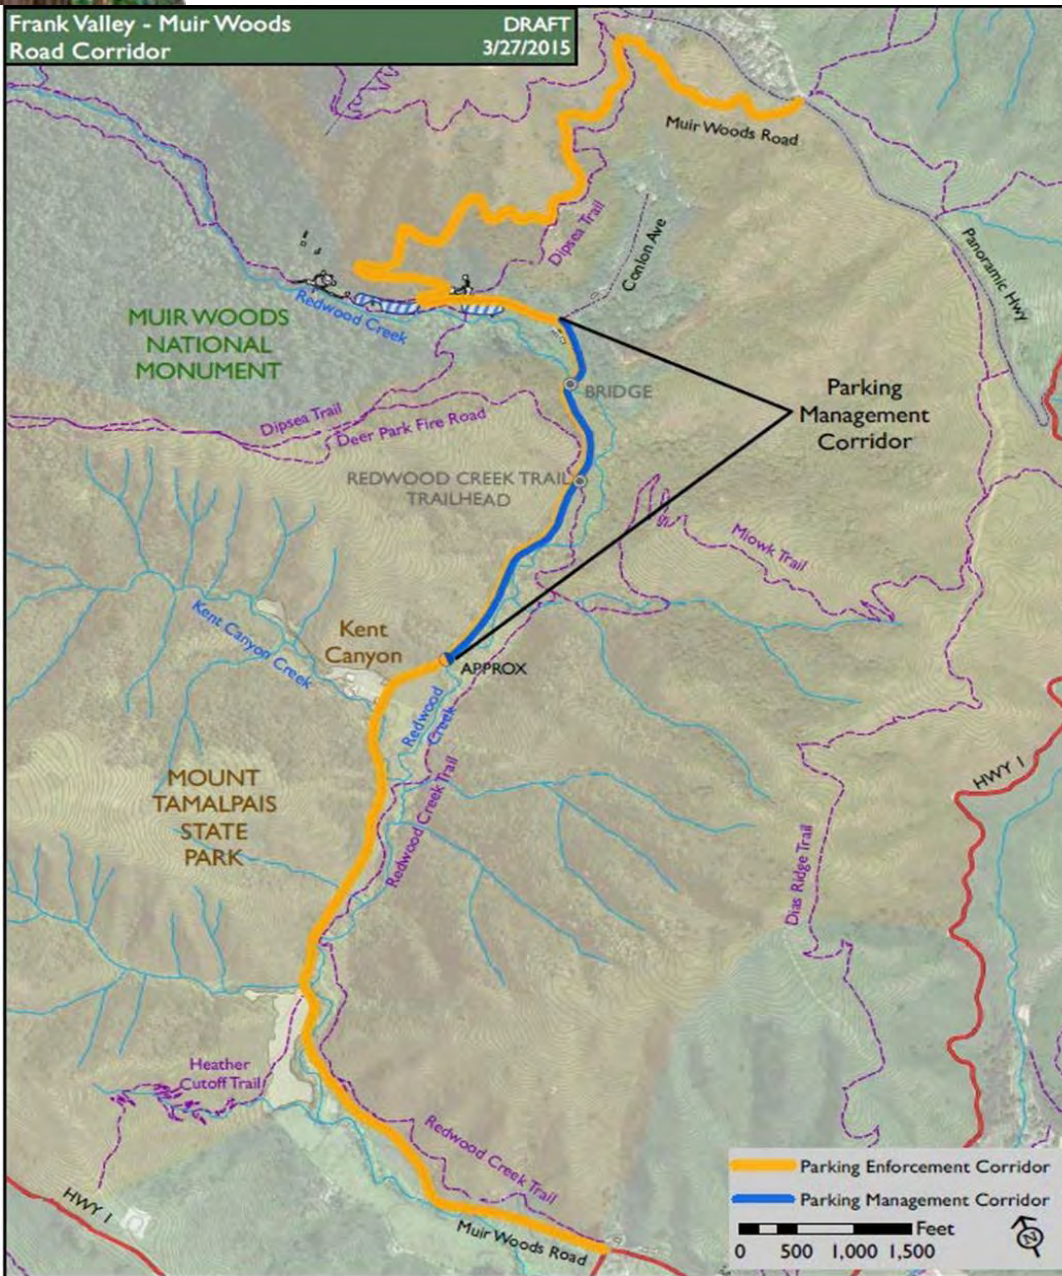 Frank Valley - Muir Woods
Road Corridor
DRAFT
3/27/2015
Muir Woods Road
Dipsea Trail
Conlon Ave
Panoramic Hwy
Redwood Creek
MUIR WOODS
NATIONAL
MONUMENT
BRIDGE
Parking
Management
Corridor
Dipsea Trail
Deer Park Fire Road
REDWOOD CREEK TRAIL
TRAILHEAD
Miowk Trail
Kent Canyon Creek
Kent
Canyon
APPROX
Redwood
Creek
MOUNT
TAMALPAIS
STATE
PARK
Redwood Creek Trail
HWY 1
Dias Ridge Trail
Heather
Cutoff Trail
Redwood Creek Trail
HWY 1
Muir Woods Road
Parking Enforcement Corridor
Parking Management Corridor
Feet
0 500 1,000 1,500
N